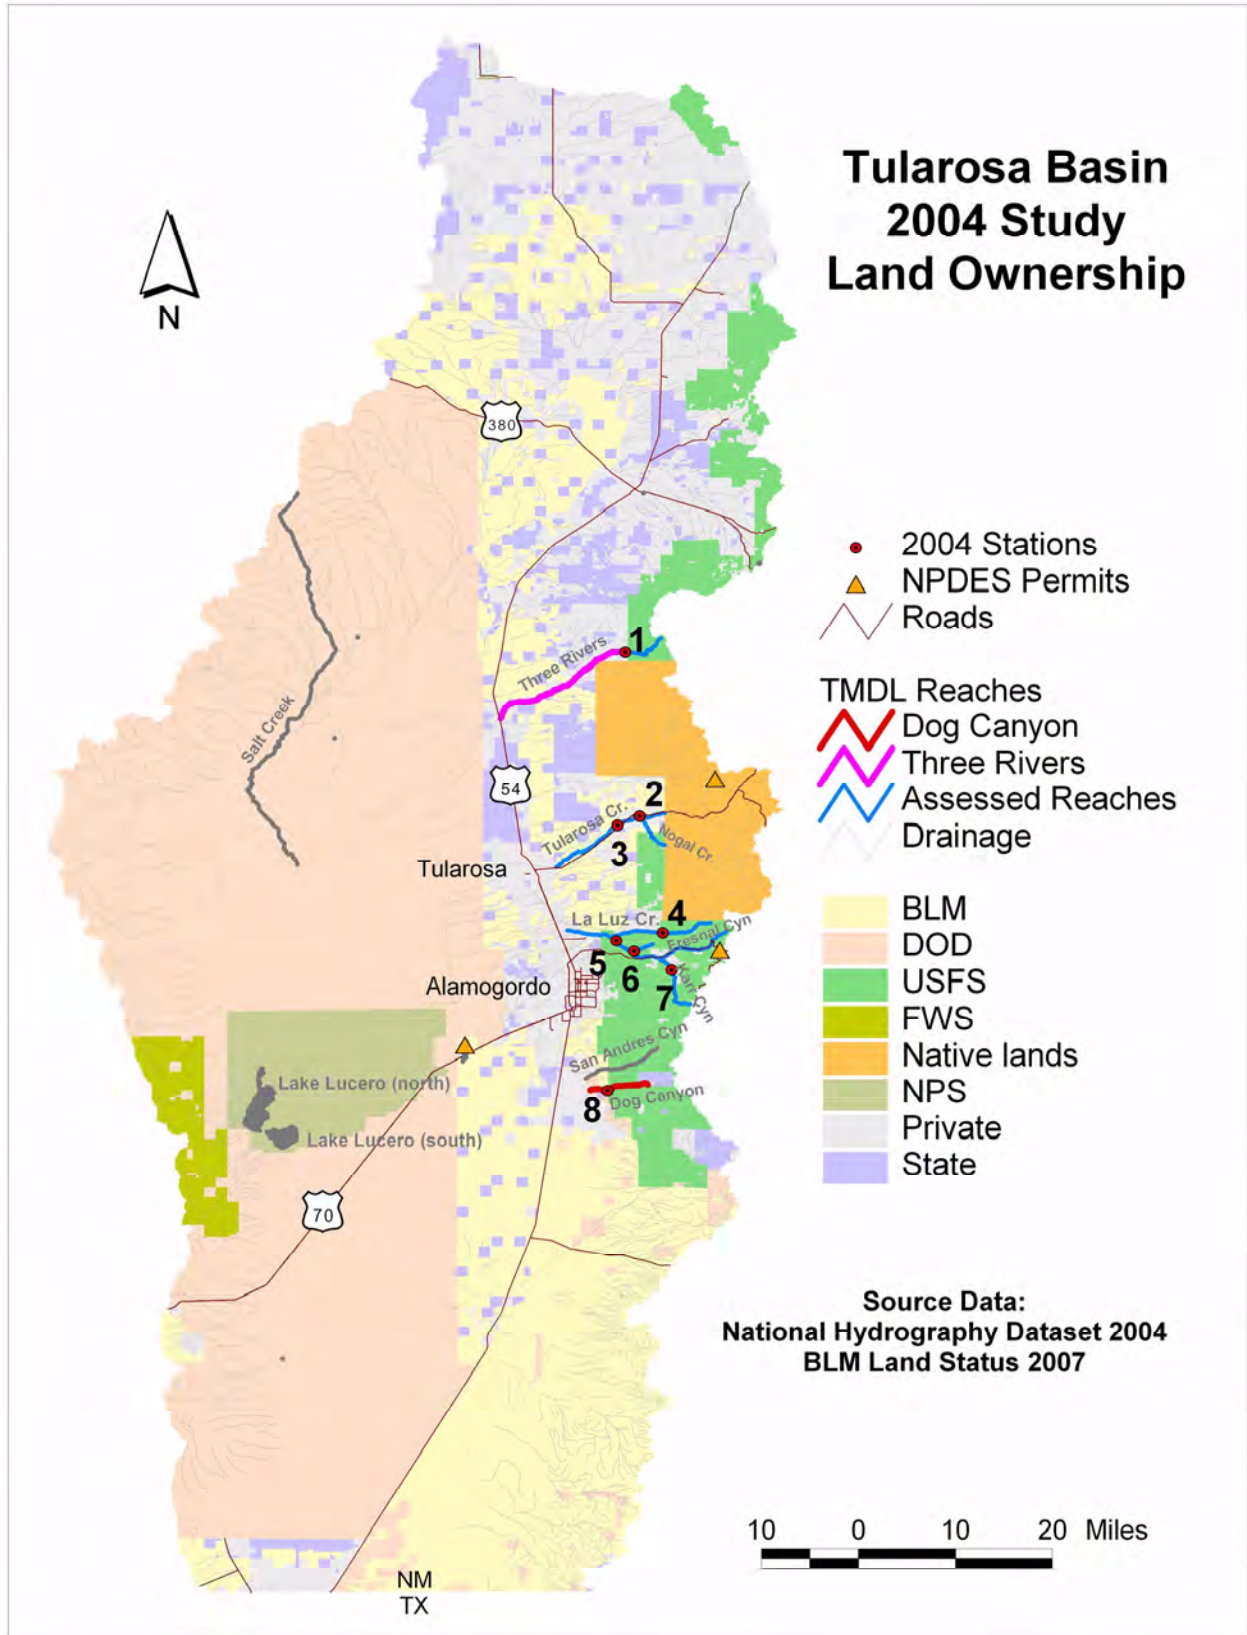 Tularosa Basin
2004 Study
Land Ownership
N
380
2004 Stations
NPDES Permits
Roads
1
Three Rivers
TMDL Reaches
Dog Canyon
Three Rivers
Assessed Reaches
Drainage
Salt Creek
54
2
Tularosa Cr.
Nogal Cr.
3
Tularosa
BLM
DOD
USFS
FWS
Native lands
NPS
Private
State
4
La Luz Cr.
Fresnal Cyn
5
6
7
Karr Cyn
Alamogordo
San Andres Cyn
Lake Lucero (north)
8
Dog Canyon
Lake Lucero (south)
70
Source Data:
National Hydrography Dataset 2004
BLM Land Status 2007
10 0 10 20 Miles
NM
TX